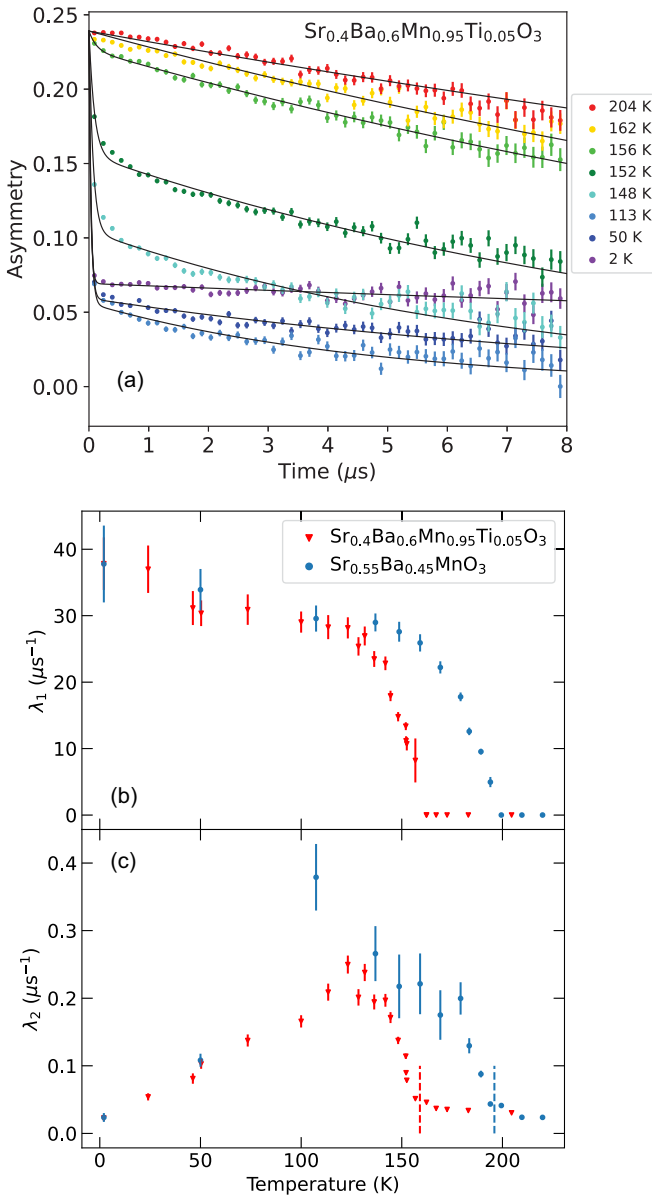 Sr0.4Ba0.6Mn0.95Ti0.05O3
0.25
0.20
0.15
0.10
0.05
0.00
Asymmetry
(a)
0 1 2 3 4 5 6 7 8
Time (μs)
204 K
162 K
156 K
152 K
148 K
113 K
50 K
2 K
Sr0.4Ba0.6Mn0.95Ti0.05O3
Sr0.55Ba0.45MnO3
40
30
20
10
0
λ1 (μs−1)
(b)
(c)
0.4
0.3
0.2
0.1
0.0
λ2 (μs−1)
0 50 100 150 200
Temperature (K)